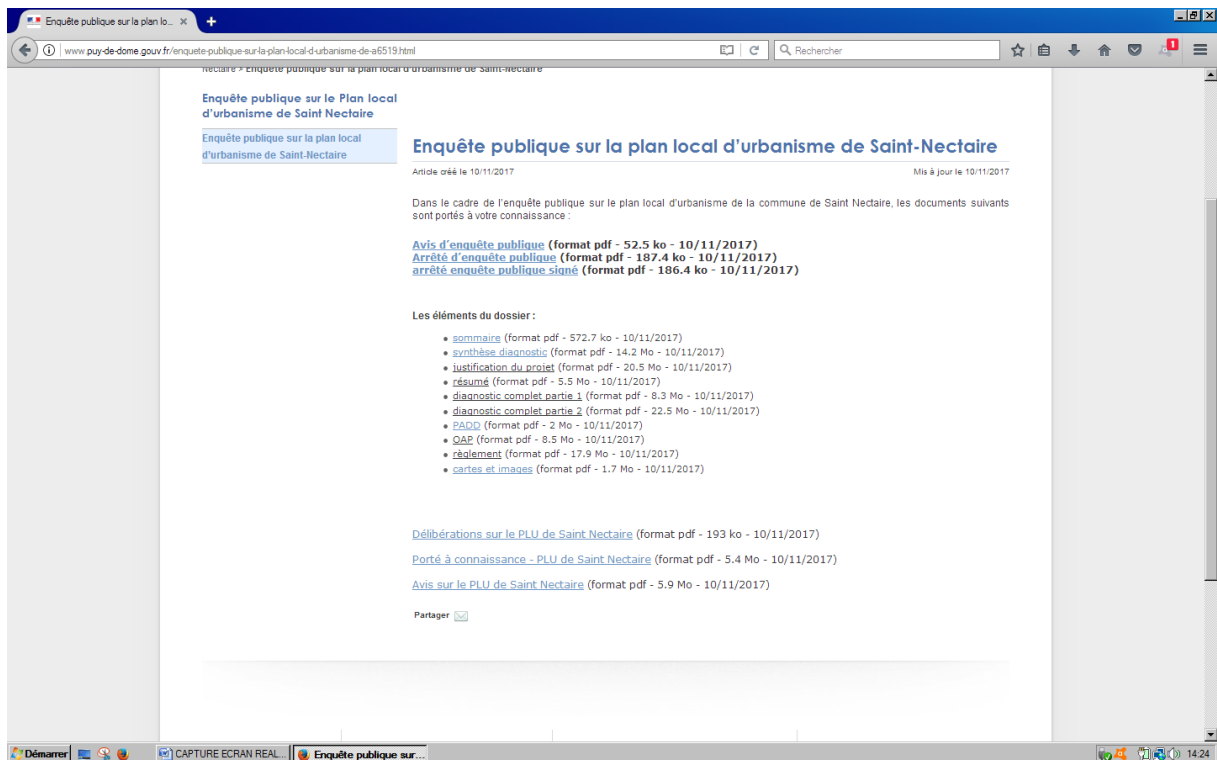 Enquête publique sur la plan lo...
www.puy-de-dome.gouv.fr/enquete-publique-sur-la-plan-local-d-urbanisme-de-a6519.html
Rechercher
1
Nectaire > Enquête publique sur la plan local d'urbanisme de Saint-Nectaire
Enquête publique sur le Plan local
d'urbanisme de Saint Nectaire
Enquête publique sur la plan local
d'urbanisme de Saint-Nectaire
Enquête publique sur la plan local d'urbanisme de Saint-Nectaire
Article créé le 10/11/2017 Mis à jour le 10/11/2017
Dans le cadre de l'enquête publique sur le plan local d'urbanisme de la commune de Saint Nectaire, les documents suivants
sont portés à votre connaissance :
Avis d'enquête publique (format pdf - 52.5 ko - 10/11/2017)
Arrêté d'enquête publique (format pdf - 187.4 ko - 10/11/2017)
arrêté enquête publique signé (format pdf - 186.4 ko - 10/11/2017)
Les éléments du dossier :
• sommaire (format pdf - 572.7 ko - 10/11/2017)
• synthèse diagnostic (format pdf - 14.2 Mo - 10/11/2017)
• justification du projet (format pdf - 20.5 Mo - 10/11/2017)
• résumé (format pdf - 5.5 Mo - 10/11/2017)
• diagnostic complet partie 1 (format pdf - 8.3 Mo - 10/11/2017)
• diagnostic complet partie 2 (format pdf - 22.5 Mo - 10/11/2017)
• PADD (format pdf - 2 Mo - 10/11/2017)
• OAP (format pdf - 8.5 Mo - 10/11/2017)
• règlement (format pdf - 17.9 Mo - 10/11/2017)
• cartes et images (format pdf - 1.7 Mo - 10/11/2017)
Délibérations sur le PLU de Saint Nectaire (format pdf - 193 ko - 10/11/2017)
Porté à connaissance - PLU de Saint Nectaire (format pdf - 5.4 Mo - 10/11/2017)
Avis sur le PLU de Saint Nectaire (format pdf - 5.9 Mo - 10/11/2017)
Partager
Démarrer
CAPTURE ECRAN REAL...
Enquête publique sur...
14:24